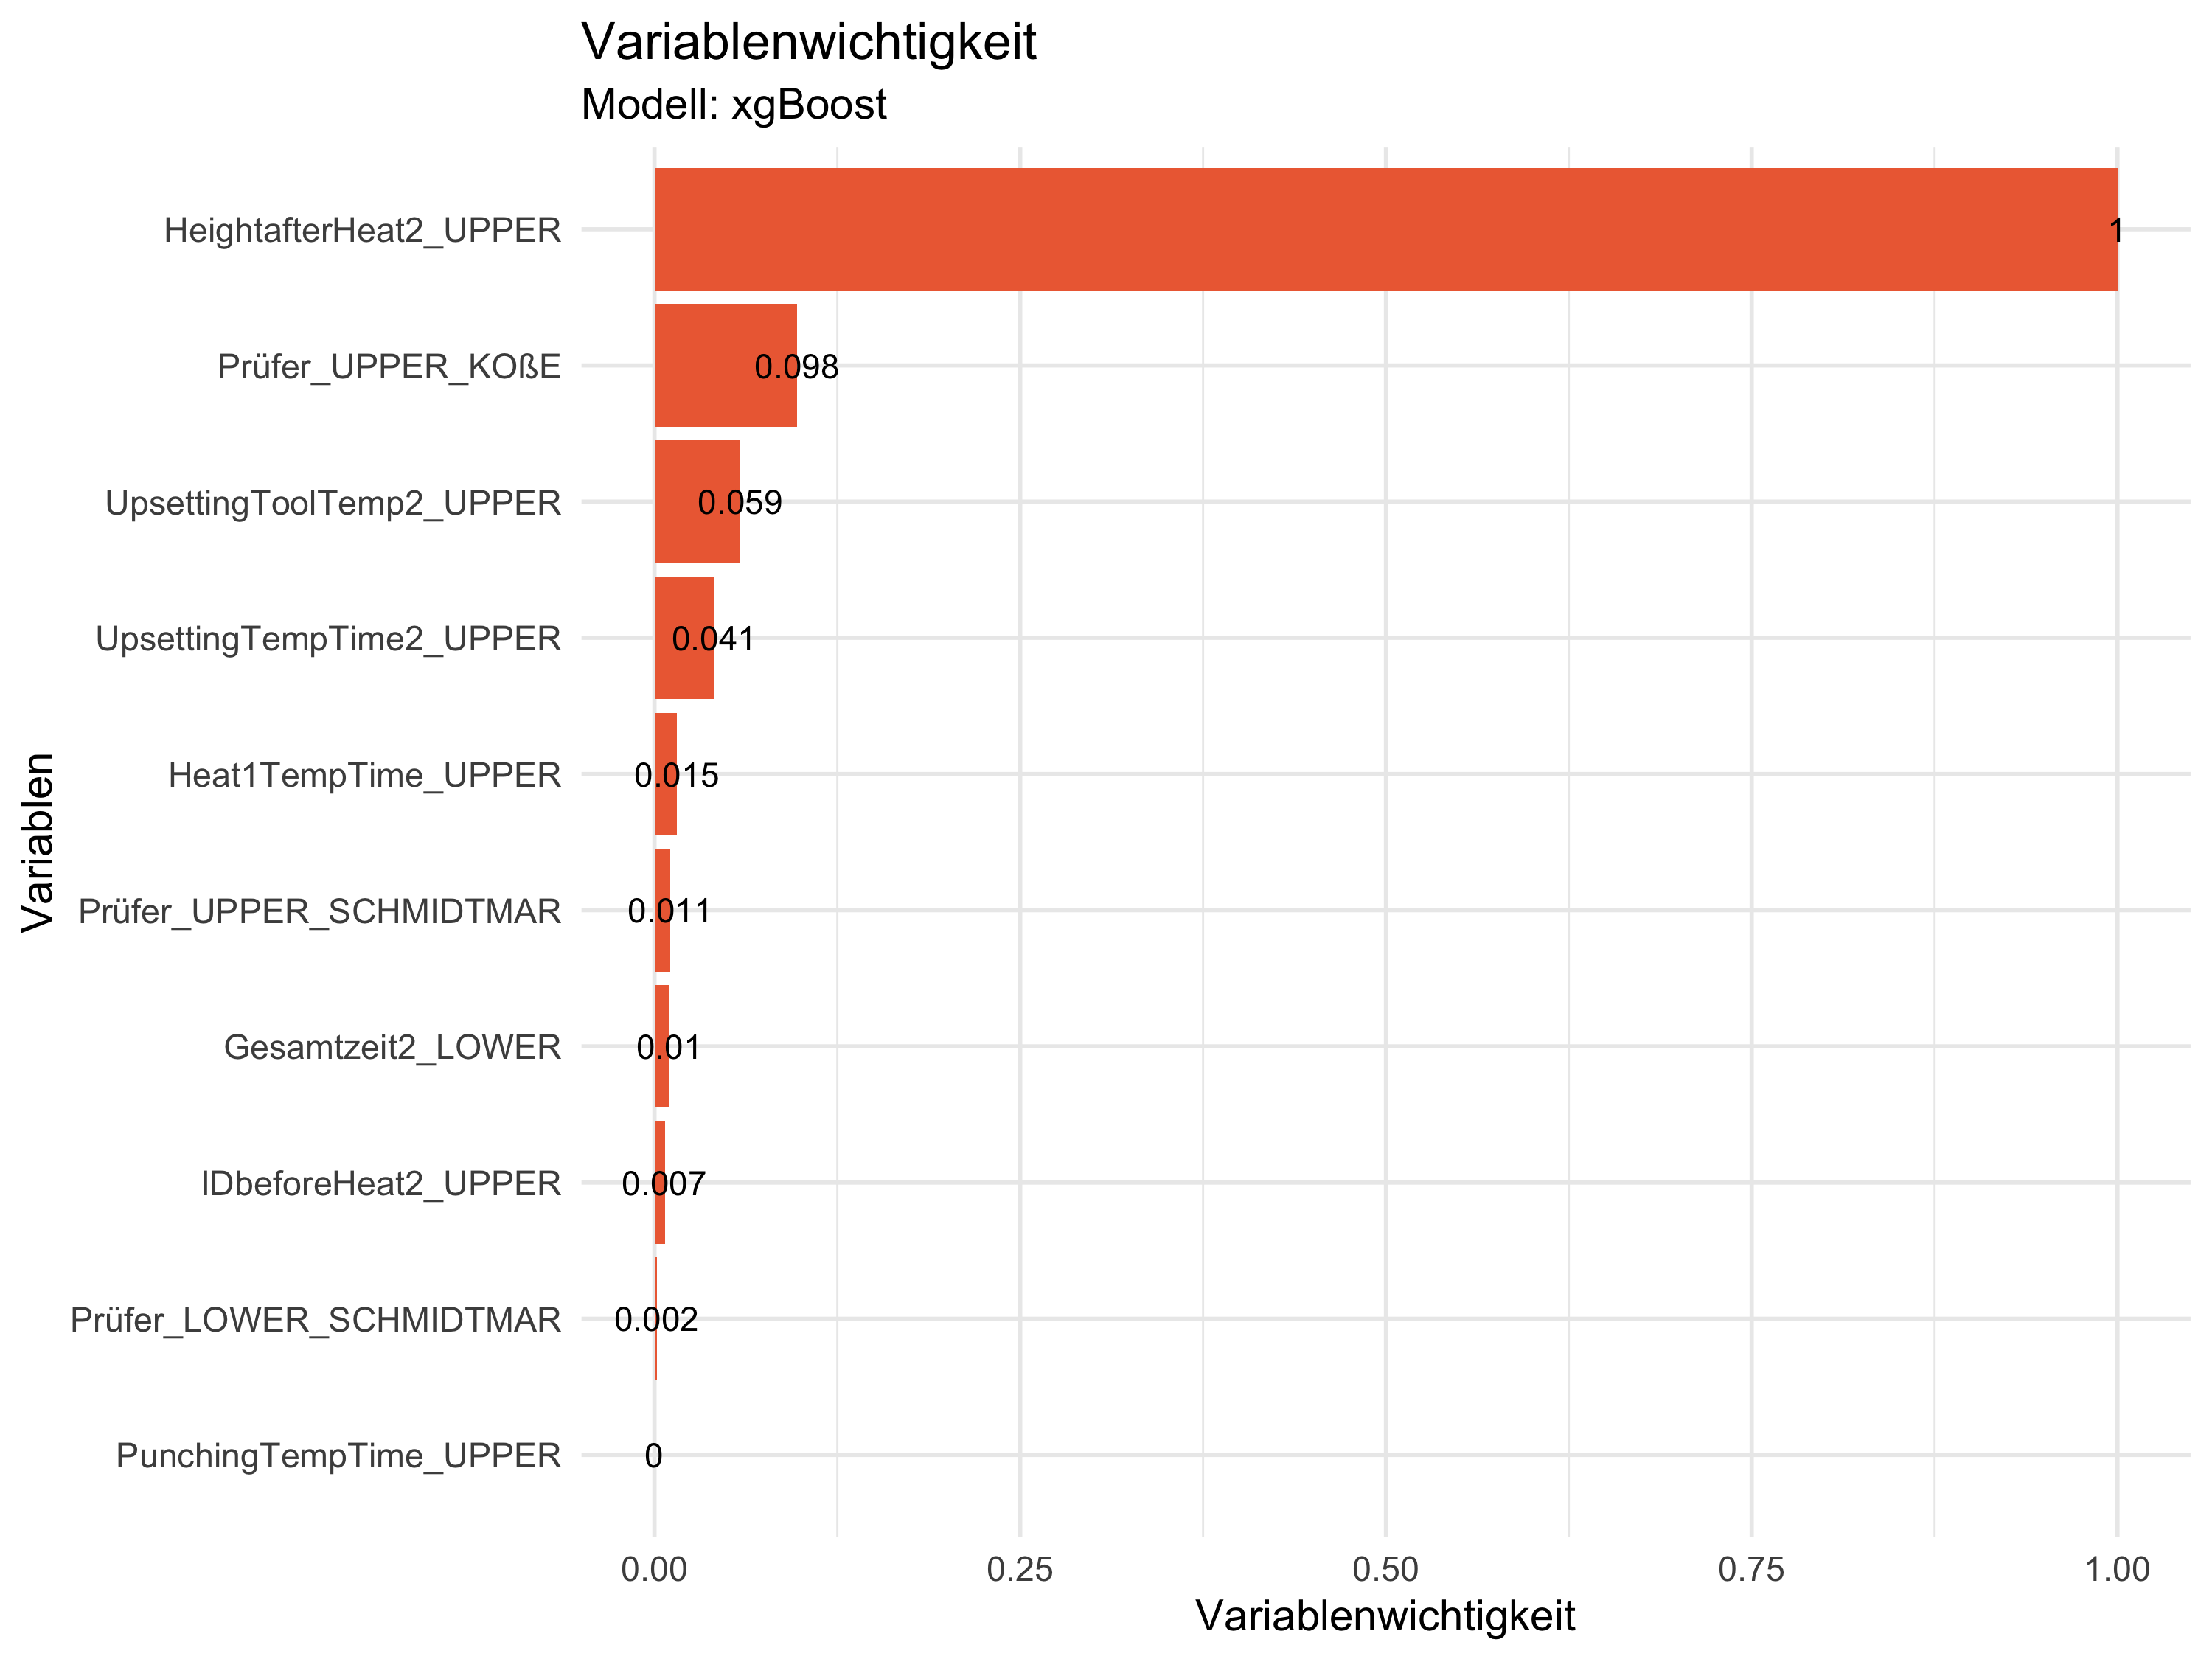 Variablenwichtigkeit
Modell: xgBoost
Variablen
HeightafterHeat2_UPPER
1
Prüfer_UPPER_KOßE
0.098
UpsettingToolTemp2_UPPER
0.059
UpsettingTempTime2_UPPER
0.041
Heat1TempTime_UPPER
0.015
Prüfer_UPPER_SCHMIDTMAR
0.011
Gesamtzeit2_LOWER
0.01
IDbeforeHeat2_UPPER
0.007
Prüfer_LOWER_SCHMIDTMAR
0.002
PunchingTempTime_UPPER
0
0.00 0.25 0.50 0.75 1.00
Variablenwichtigkeit